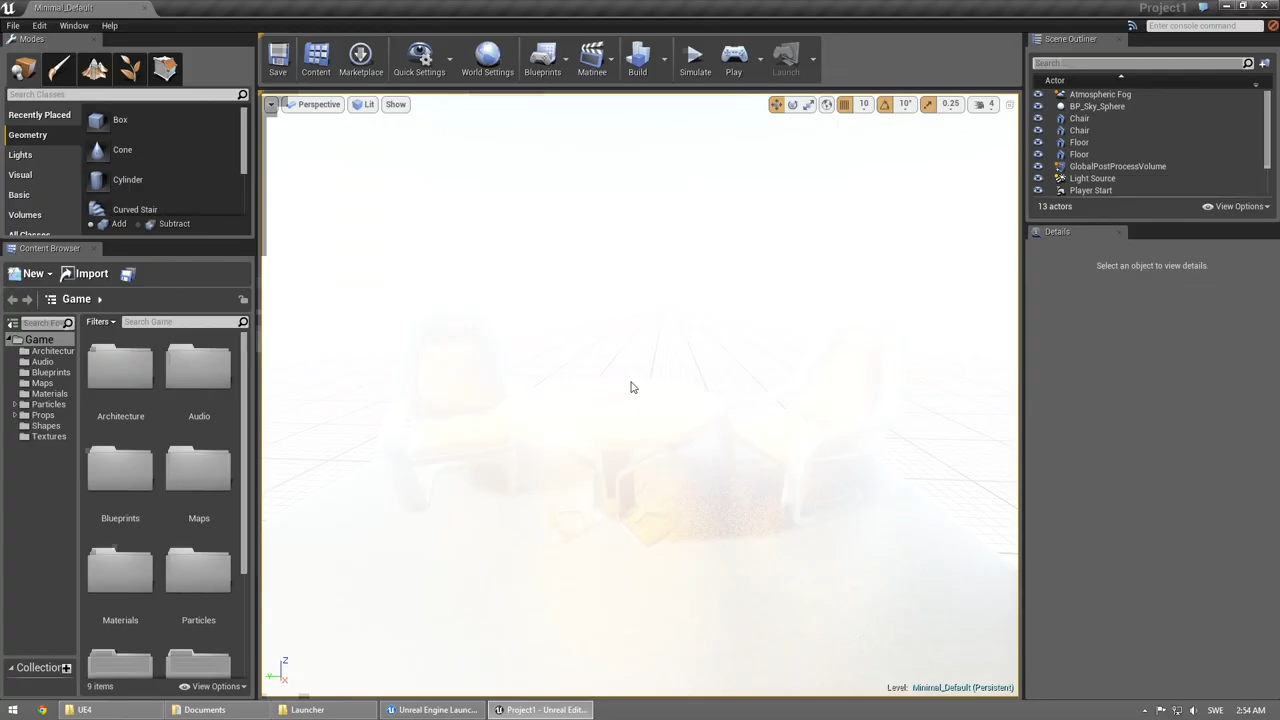 Minimal_Default
Project1
File Edit Window Help
Enter console command
Modes
Save Content Marketplace Quick Settings World Settings Blueprints Matinee Build Simulate Play Launch
Scene Outliner
Search Classes
Search
Recently Placed
Geometry
Lights
Visual
Basic
Volumes
All Classes
Box
Cone
Cylinder
Curved Stair
Add Subtract
Perspective Lit Show
10 10° 0.25 4
Actor
Atmospheric Fog
BP_Sky_Sphere
Chair
Chair
Floor
Floor
GlobalPostProcessVolume
Light Source
Player Start
13 actors View Options
Details
Select an object to view details.
Content Browser
New Import
Game
Search Fo
Filters Search Game
Game
Architectur
Audio
Blueprints
Maps
Materials
Particles
Props
Shapes
Textures
Architecture Audio
Blueprints Maps
Materials Particles
Collection
9 items View Options
Z
Y
X
Level: Minimal_Default (Persistent)
UE4 Documents Launcher Unreal Engine Launc... Project1 - Unreal Edit...
SWE 2:54 AM